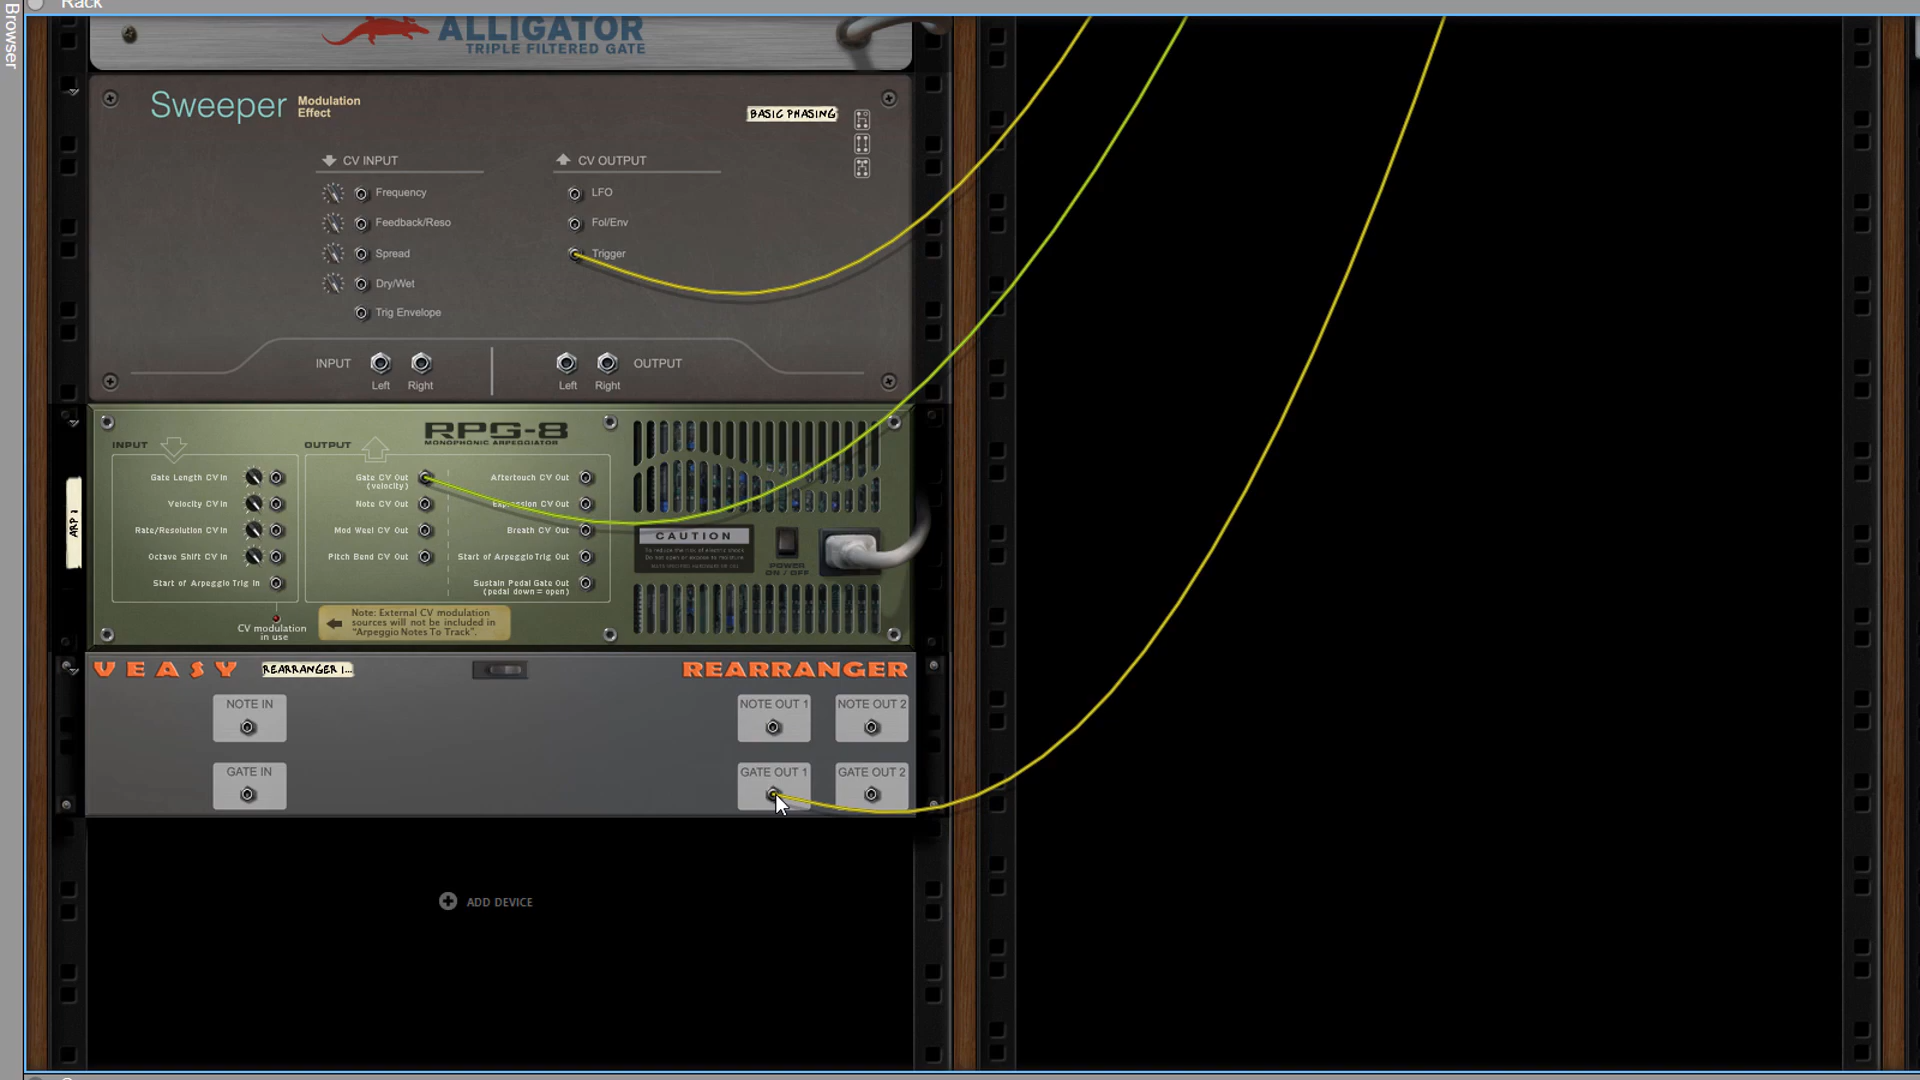 Rack
Browser
ALLIGATOR
TRIPLE FILTERED GATE
Sweeper Modulation Effect
BASIC PHASING
CV INPUT
CV OUTPUT
Frequency
LFO
Feedback/Reso
Fol/Env
Spread
Trigger
Dry/Wet
Trig Envelope
INPUT
OUTPUT
Left Right
Left Right
RPG-8
MONOPHONIC ARPEGGIATOR
INPUT
OUTPUT
Gate Length CV In
Gate CV Out
(velocity)
Aftertouch CV Out
Velocity CV In
Note CV Out
Expression CV Out
Rate/Resolution CV In
Mod Weel CV Out
Breath CV Out
Octave Shift CV In
Pitch Bend CV Out
Start of Arpeggio Trig Out
Start of Arpeggio Trig In
Sustain Pedal Gate Out
(pedal down = open)
CV modulation
in use
Note: External CV modulation
sources will not be included in
"Arpeggio Notes To Track".
CAUTION
POWER
ON / OFF
ARP 1
VEASY
REARRANGER 1...
REARRANGER
NOTE IN
NOTE OUT 1
NOTE OUT 2
GATE IN
GATE OUT 1
GATE OUT 2
ADD DEVICE